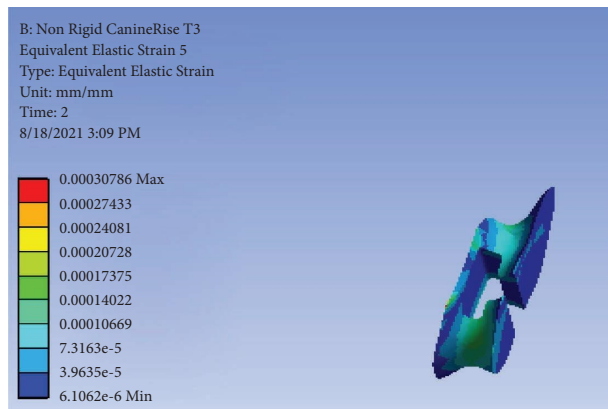 B: Non Rigid CanineRise T3
Equivalent Elastic Strain 5
Type: Equivalent Elastic Strain
Unit: mm/mm
Time: 2
8/18/2021 3:09 PM
0.00030786 Max
0.00027433
0.00024081
0.00020728
0.00017375
0.00014022
0.00010669
7.3163e-5
3.9635e-5
6.1062e-6 Min